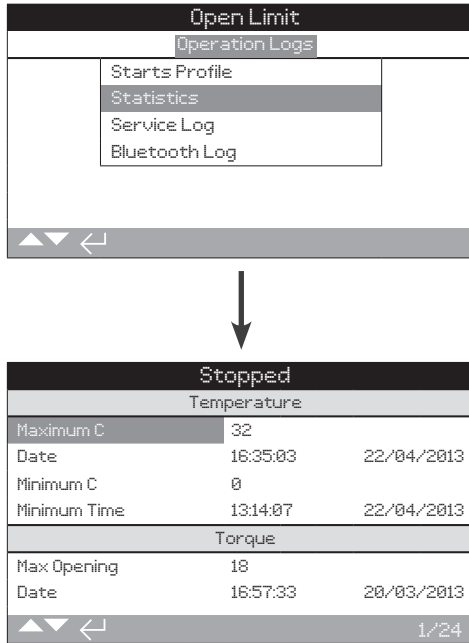 Open Limit
Operation Logs
Starts Profile
Statistics
Service Log
Bluetooth Log
Stopped
Temperature
Maximum C 32
Date 16:35:03 22/04/2013
Minimum C 0
Minimum Time 13:14:07 22/04/2013
Torque
Max Opening 18
Date 16:57:33 20/03/2013
1/24